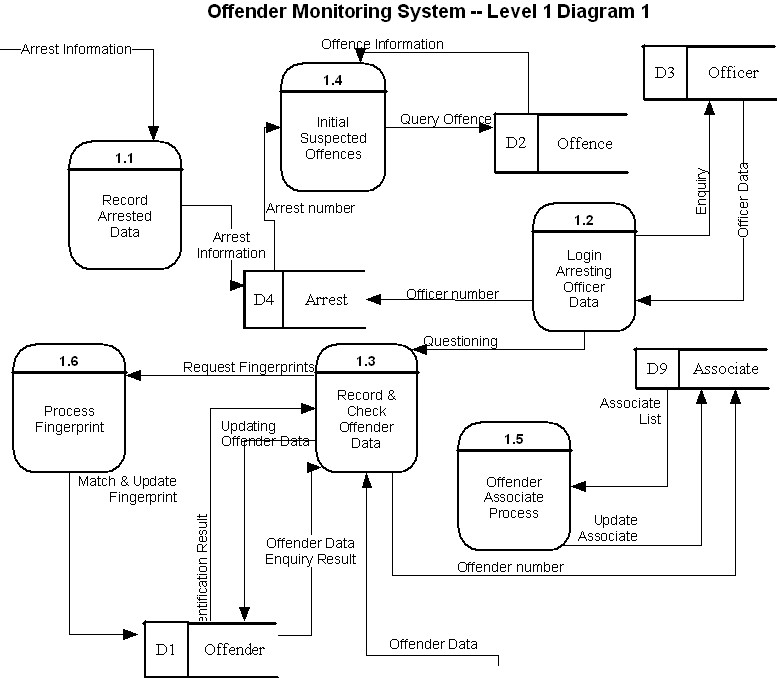 Offender Monitoring System -- Level 1 Diagram 1
Arrest Information
Offence Information
1.4
Initial
Suspected
Offences
Query Offence
D3
Officer
D2
Offence
1.1
Record
Arrested
Data
Arrest number
Arrest
Information
Enquiry
Officer Data
1.2
Login
Arresting
Officer
Data
D4
Arrest
Officer number
Questioning
1.6
Process
Fingerprint
Request Fingerprints
1.3
Record &
Check
Offender
Data
D9
Associate
Associate
List
Updating
Offender Data
1.5
Offender
Associate
Process
Match & Update
Fingerprint
Update
Associate
entification Result
Offender Data
Enquiry Result
Offender number
D1
Offender
Offender Data